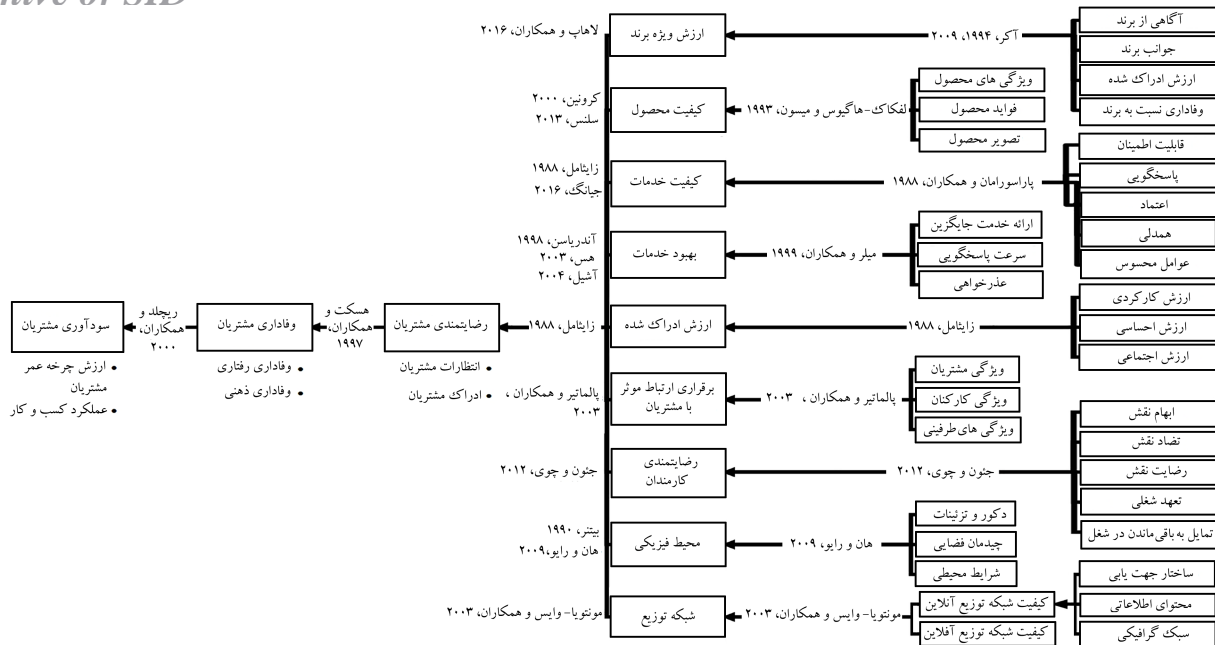 آگاهی از برند
جوانب برند
ارزش ادراک شده
وفاداری نسبت به برند
آکر، ۱۹۹۴، ۲۰۰۹
ارزش ویژه برند
لاهاپ و همکاران، ۲۰۱۶
ویژگی های محصول
فواید محصول
تصویر محصول
لفکاک-هاگیوس و میسون، ۱۹۹۳
کیفیت محصول
کرونین، ۲۰۰۰
سلنس، ۲۰۱۳
قابلیت اطمینان
پاسخگویی
اعتماد
همدلی
عوامل محسوس
پاراسورامان و همکاران، ۱۹۸۸
کیفیت خدمات
زایثامل، ۱۹۸۸
جیانگ، ۲۰۱۶
ارائه خدمت جایگزین
سرعت پاسخگویی
عذرخواهی
میلر و همکاران، ۱۹۹۹
بهبود خدمات
آندریاسن، ۱۹۹۸
هس، ۲۰۰۳
آشیل، ۲۰۰۴
ارزش کارکردی
ارزش احساسی
ارزش اجتماعی
زایثامل، ۱۹۸۸
ارزش ادراک شده
زایثامل، ۱۹۸۸
رضایتمندی مشتریان
• انتظارات مشتریان
• ادراک مشتریان
هسکت و
همکاران،
۱۹۹۷
وفاداری مشتریان
• وفاداری رفتاری
• وفاداری ذهنی
ریچلد و
همکاران،
۲۰۰۰
سودآوری مشتریان
• ارزش چرخه عمر
مشتریان
• عملکرد کسب و کار
ویژگی مشتریان
ویژگی کارکنان
ویژگی های طرفینی
پالماتیر و همکاران ، ۲۰۰۳
برقراری ارتباط موثر
با مشتریان
پالماتیر و همکاران ،
۲۰۰۳
ابهام نقش
تضاد نقش
رضایت نقش
تعهد شغلی
تمایل به باقی ماندن در شغل
جئون و چوی، ۲۰۱۲
رضایتمندی
کارمندان
جئون و چوی، ۲۰۱۲
دکور و تزئینات
چیدمان فضایی
شرایط محیطی
هان و رایو، ۲۰۰۹
محیط فیزیکی
بیتنر، ۱۹۹۰
هان و رایو،۲۰۰۹
ساختار جهت یابی
محتوای اطلاعاتی
سبک گرافیکی
کیفیت شبکه توزیع آنلاین
کیفیت شبکه توزیع آفلاین
مونتویا- وایس و همکاران، ۲۰۰۳
شبکه توزیع
مونتویا- وایس و همکاران، ۲۰۰۳